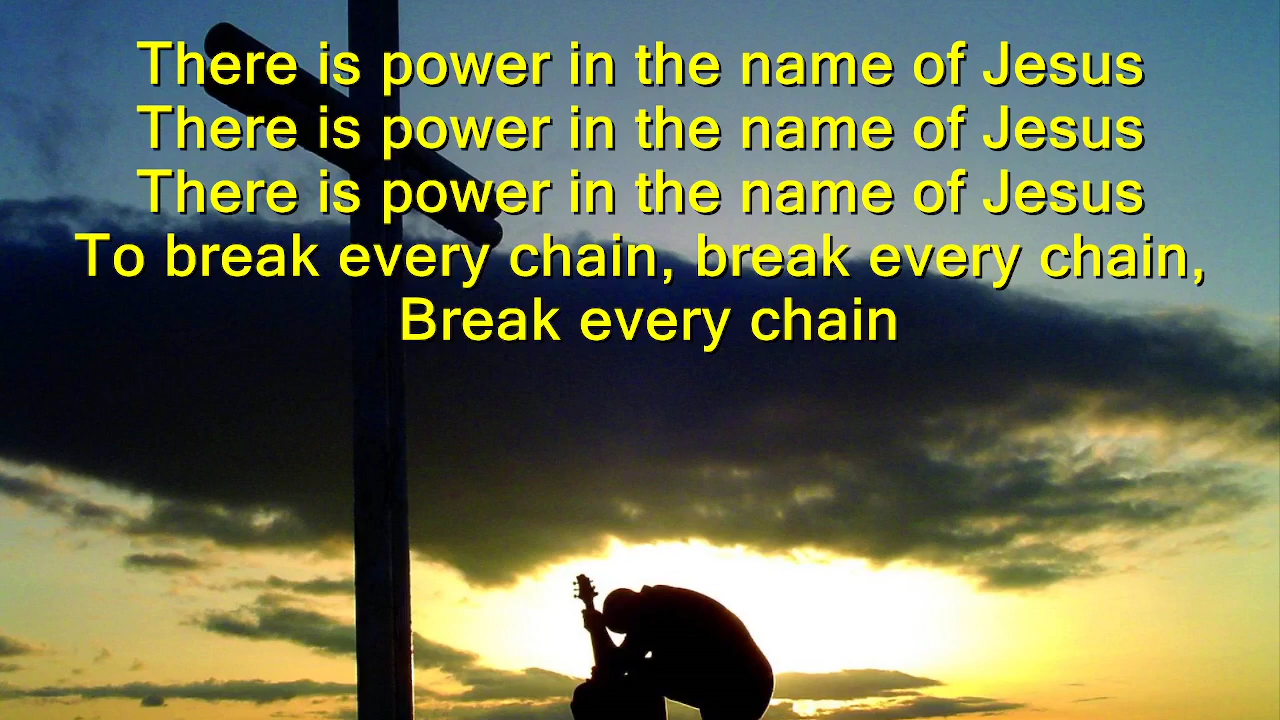 There is power in the name of Jesus
There is power in the name of Jesus
There is power in the name of Jesus
To break every chain, break every chain,
Break every chain